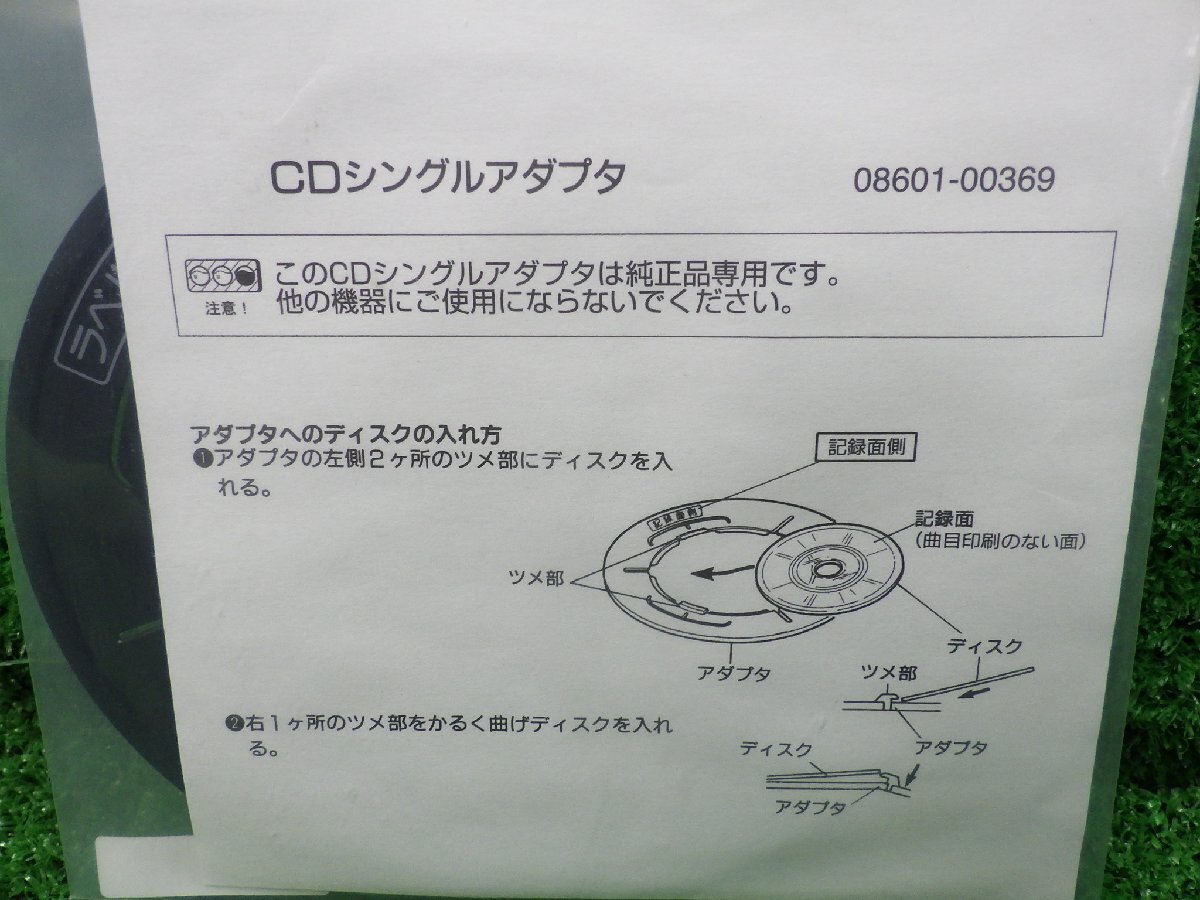 CDシングルアダプタ 08601-00369
このCDシングルアダプタは純正品専用です。
注意! 他の機器にご使用にならないでください。
ラベル
アダプタへのディスクの入れ方
❶アダプタの左側2ヶ所のツメ部にディスクを入
れる。
記録面側
記録面側
記録面
(曲目印刷のない面)
ツメ部
アダプタ
ディスク
ツメ部
アダプタ
❷右1ヶ所のツメ部をかるく曲げディスクを入れ
る。
ディスク
アダプタ